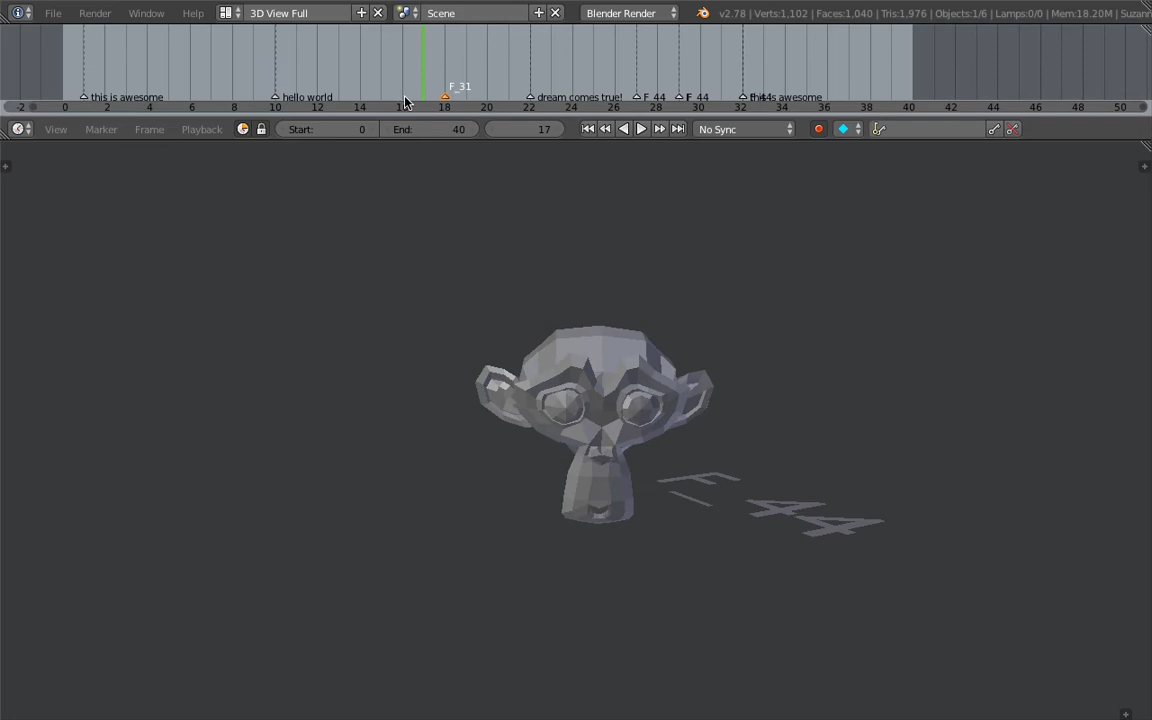 File Render Window Help 3D View Full Scene Blender Render v2.78 | Verts:1,102 | Faces:1,040 | Tris:1,976 | Objects:1/6 | Lamps:0/0 | Mem:18.20M | Suzann
F_31
this is awesome hello world dream comes true! F_44 F_44
-2 0 2 4 6 8 10 12 14 16 18 20 22 24 26 28 30 32 34 36 38 40 42 44 46 48 50
View Marker Frame Playback Start: 0 End: 40 17 No Sync
F_44